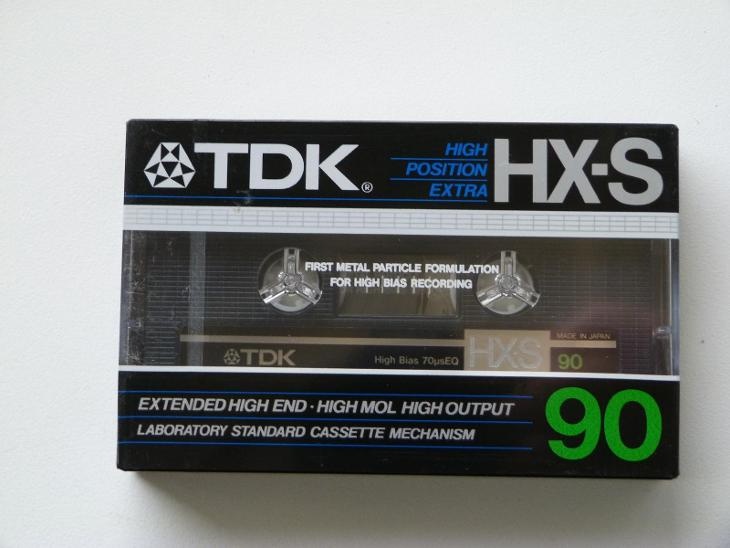 TDK®
HIGH
POSITION
EXTRA
HX-S
FIRST METAL PARTICLE FORMULATION
FOR HIGH BIAS RECORDING
MADE IN JAPAN
TDK
High Bias 70µsEQ
HX-S
90
EXTENDED HIGH END · HIGH MOL HIGH OUTPUT
LABORATORY STANDARD CASSETTE MECHANISM
90